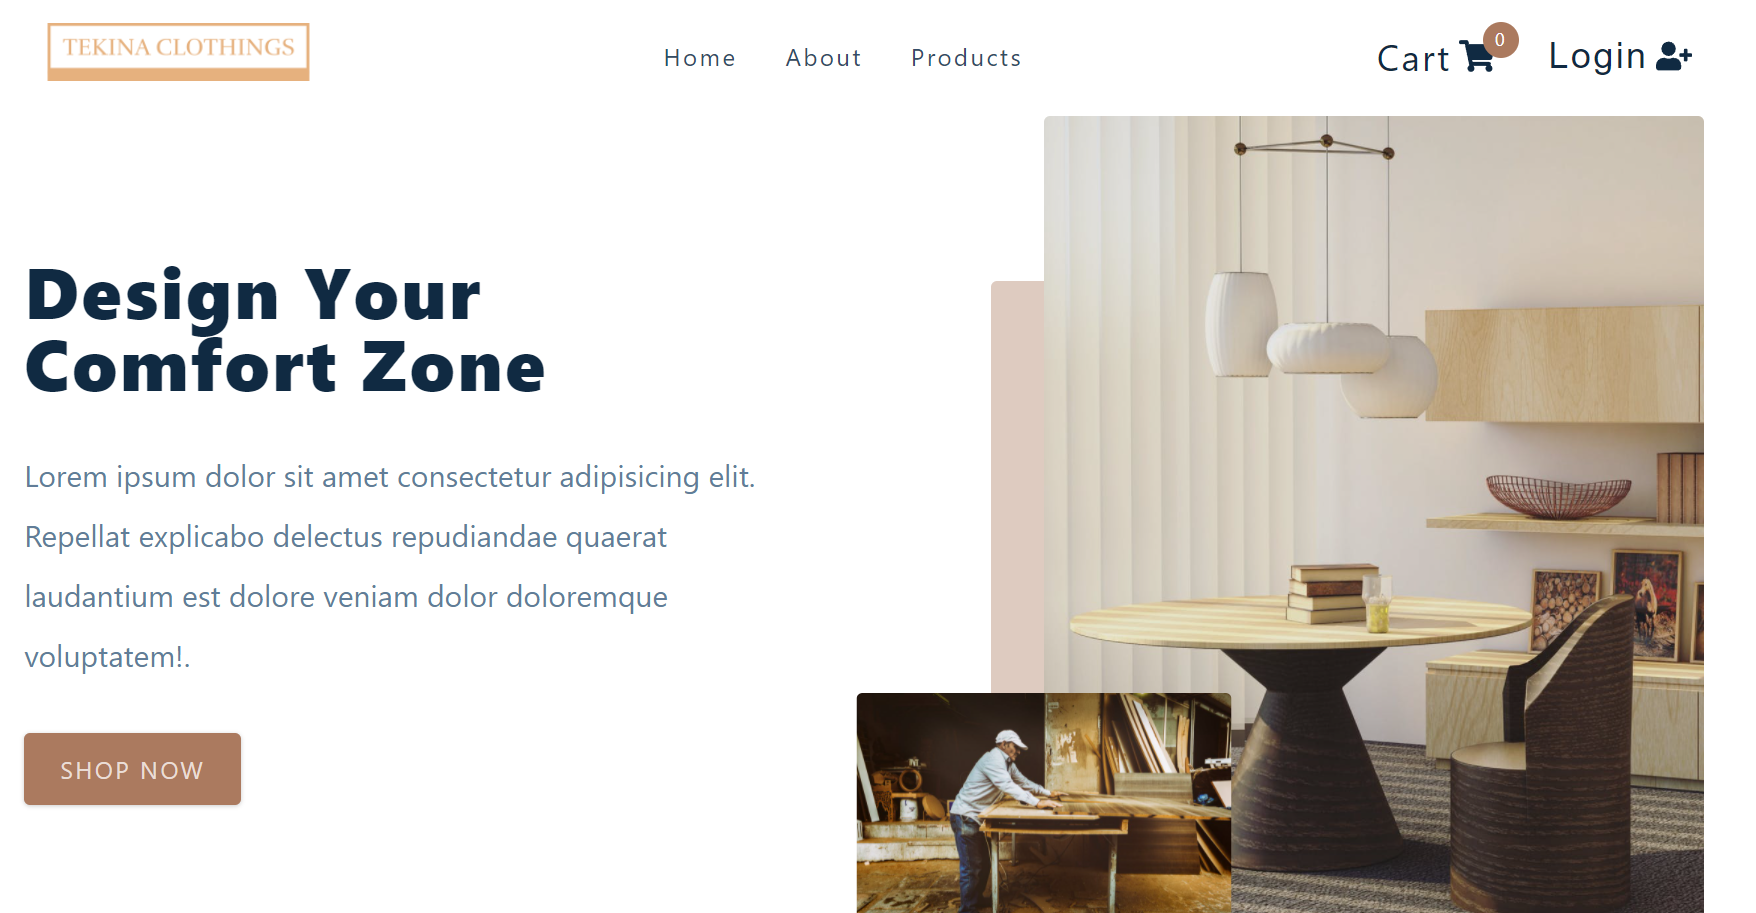 TEKINA CLOTHINGS
Home About Products
Cart 0 Login
Design Your
Comfort Zone
Lorem ipsum dolor sit amet consectetur adipisicing elit.
Repellat explicabo delectus repudiandae quaerat
laudantium est dolore veniam dolor doloremque
voluptatem!.
SHOP NOW